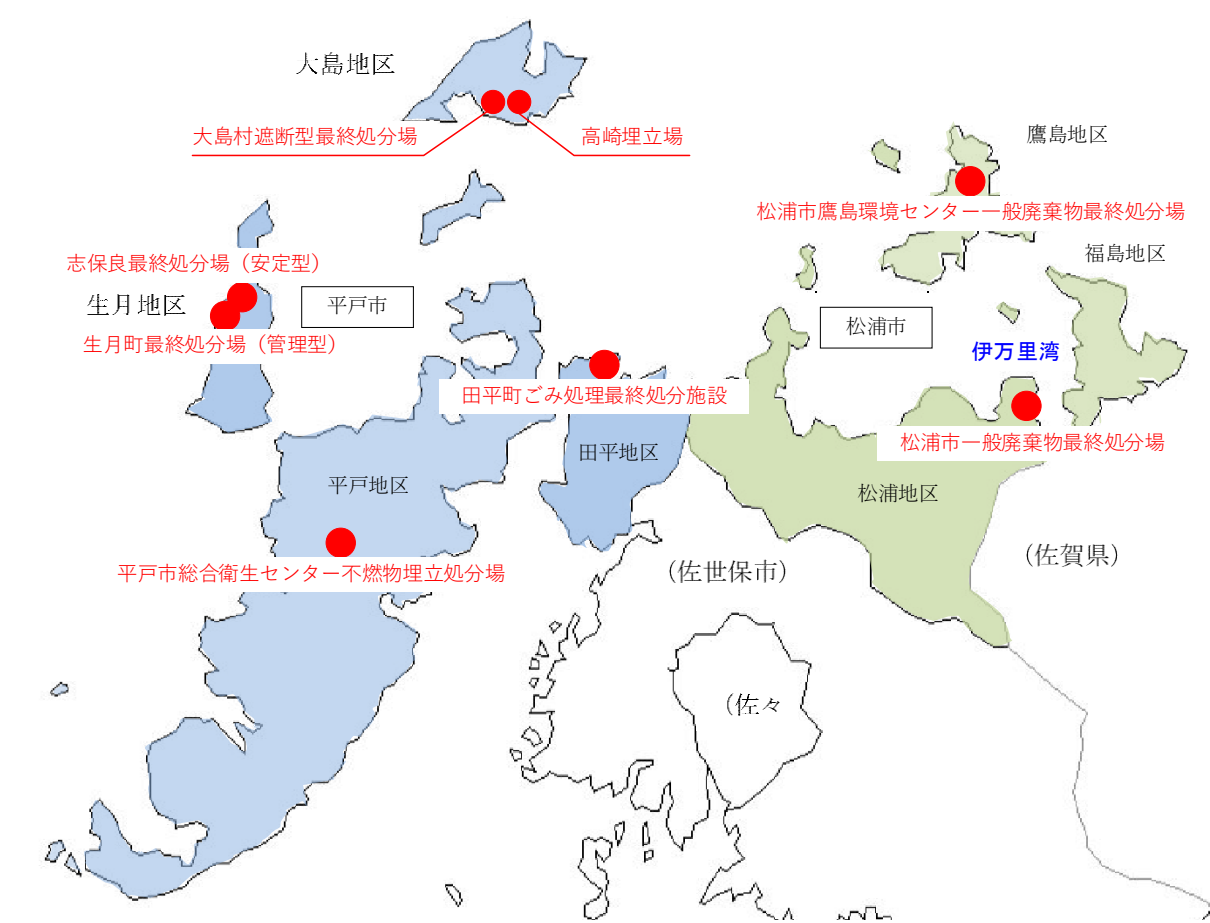 大島地区
大島村遮断型最終処分場
高崎埋立場
鷹島地区
松浦市鷹島環境センター一般廃棄物最終処分場
福島地区
志保良最終処分場（安定型）
生月地区
平戸市
松浦市
生月町最終処分場（管理型）
伊万里湾
田平町ごみ処理最終処分施設
松浦市一般廃棄物最終処分場
田平地区
平戸地区
松浦地区
（佐世保市）
（佐賀県）
平戸市総合衛生センター不燃物埋立処分場
（佐々